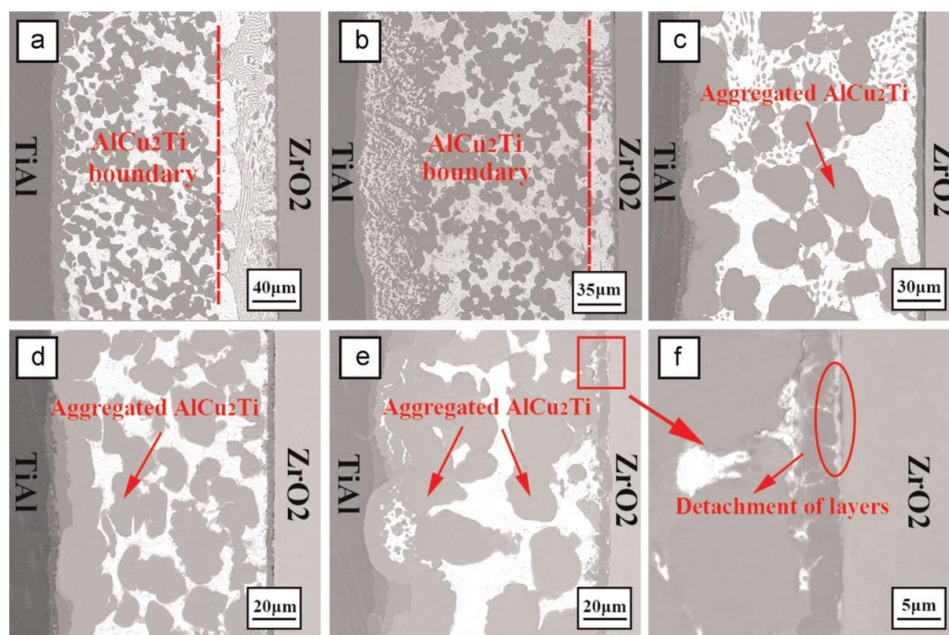 a
TiAl
AlCu₂Ti
boundary
ZrO2
40μm
b
AlCu₂Ti
boundary
ZrO2
35μm
c
Aggregated AlCu₂Ti
ZrO2
30μm
d
Aggregated AlCu₂Ti
TiAl
ZrO2
20μm
e
Aggregated AlCu₂Ti
TiAl
ZrO2
20μm
f
Detachment of layers
ZrO2
5μm
TiAl
TiAl